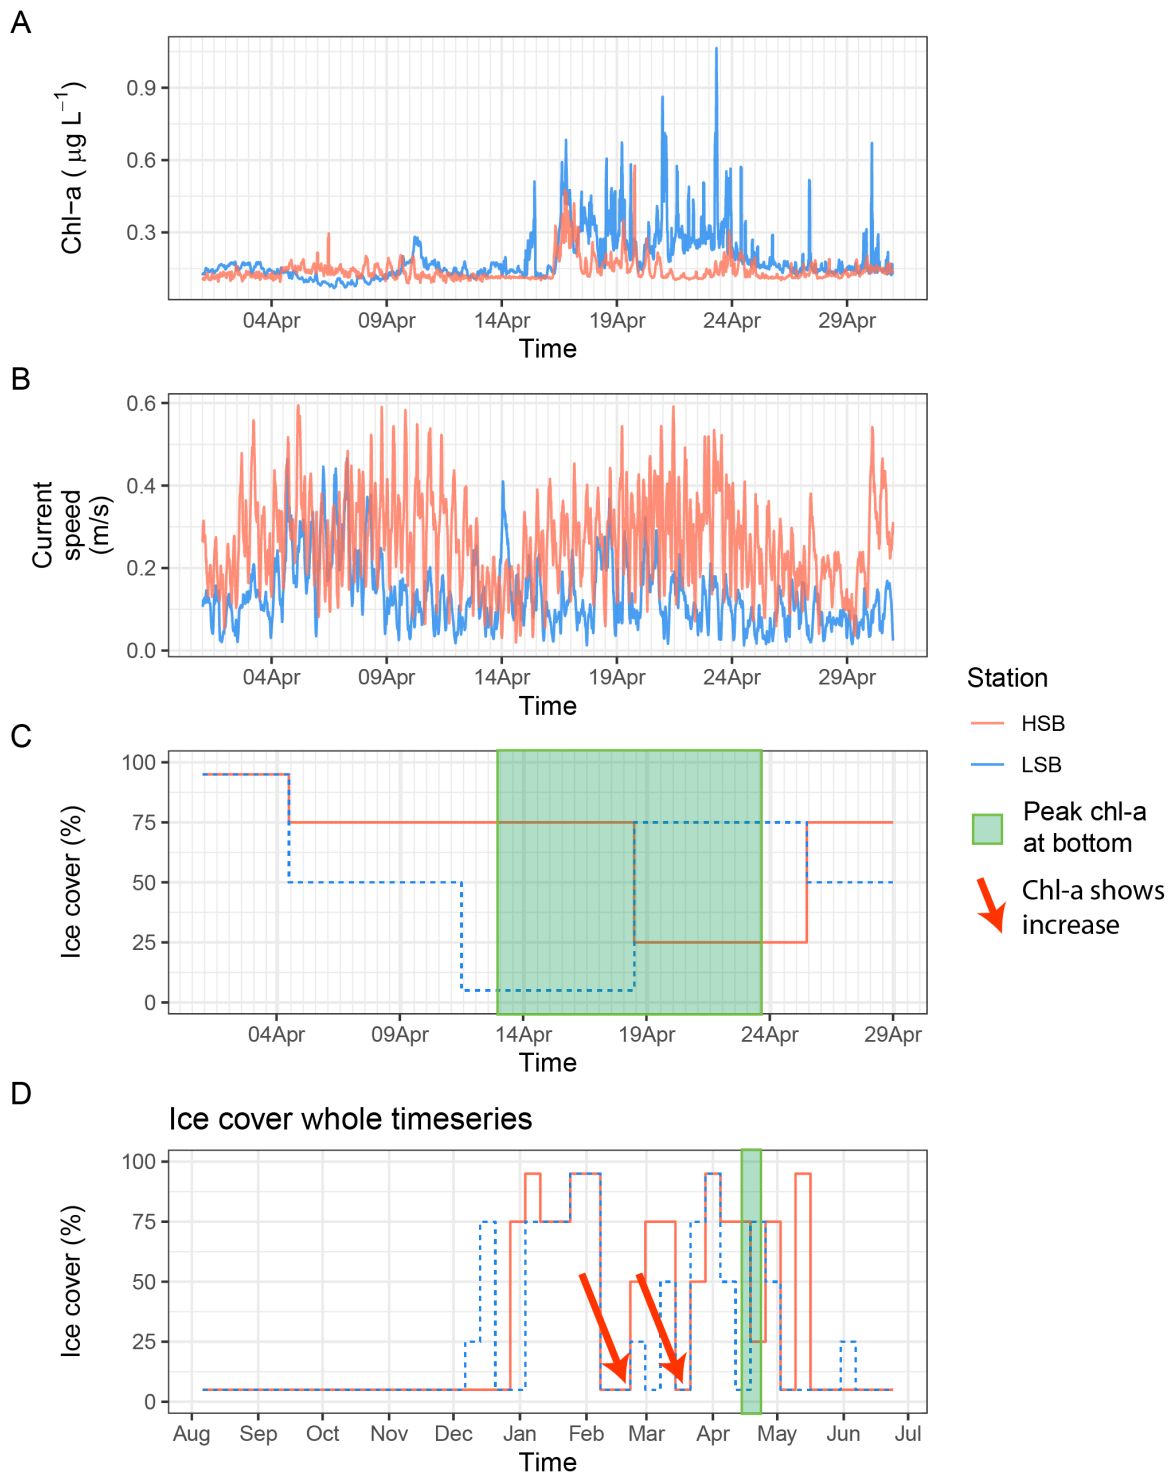 A
Chl−a ( μg L−1)
0.9
0.6
0.3
04Apr 09Apr 14Apr 19Apr 24Apr 29Apr
Time
B
Current
speed
(m/s)
0.6
0.4
0.2
0.0
04Apr 09Apr 14Apr 19Apr 24Apr 29Apr
Time
Station
HSB
LSB
Peak chl-a
at bottom
Chl-a shows
increase
C
Ice cover (%)
100
75
50
25
0
04Apr 09Apr 14Apr 19Apr 24Apr 29Apr
Time
D
Ice cover whole timeseries
Ice cover (%)
100
75
50
25
0
Aug Sep Oct Nov Dec Jan Feb Mar Apr May Jun Jul
Time